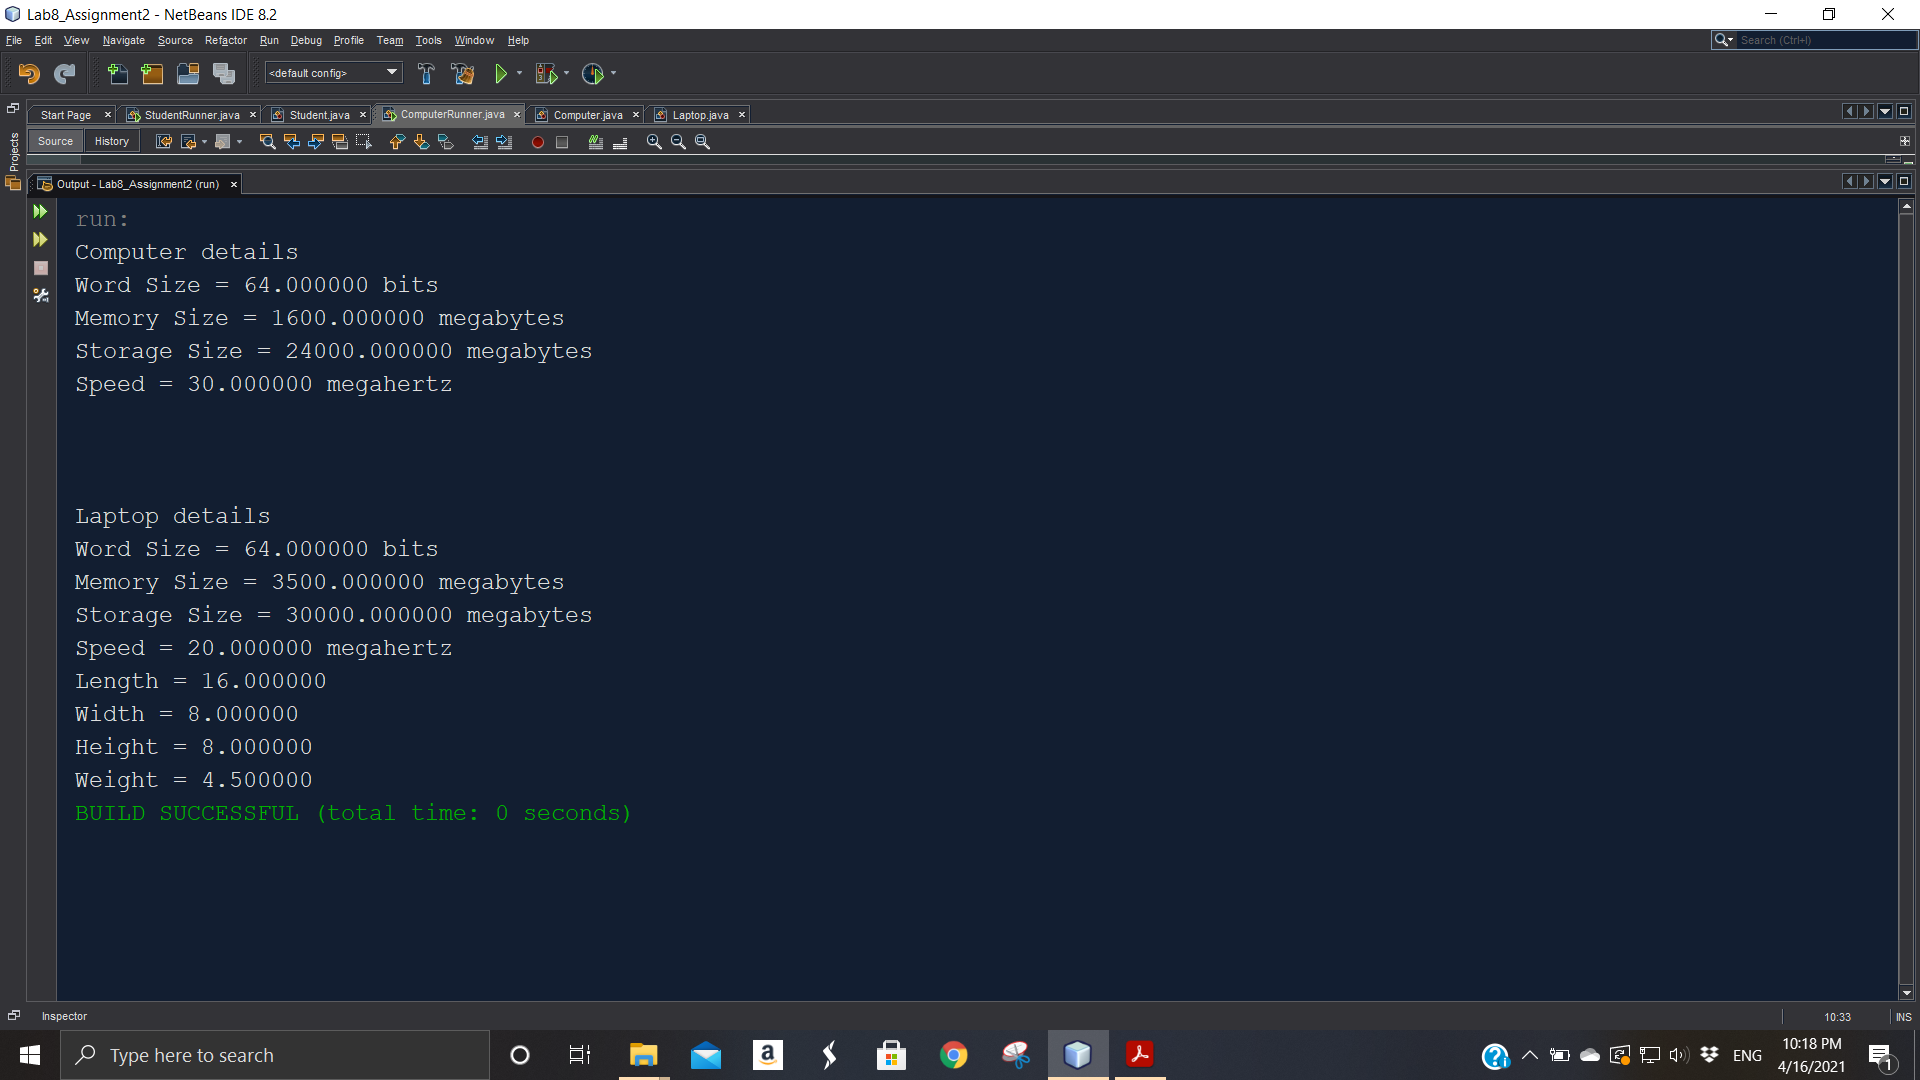 Lab8_Assignment2 - NetBeans IDE 8.2
File Edit View Navigate Source Refactor Run Debug Profile Team Tools Window Help
Search (Ctrl+I)
<default config>
Start Page StudentRunner.java Student.java ComputerRunner.java Computer.java Laptop.java
Source History
Projects
Output - Lab8_Assignment2 (run)
run:
Computer details
Word Size = 64.000000 bits
Memory Size = 1600.000000 megabytes
Storage Size = 24000.000000 megabytes
Speed = 30.000000 megahertz
Laptop details
Word Size = 64.000000 bits
Memory Size = 3500.000000 megabytes
Storage Size = 30000.000000 megabytes
Speed = 20.000000 megahertz
Length = 16.000000
Width = 8.000000
Height = 8.000000
Weight = 4.500000
BUILD SUCCESSFUL (total time: 0 seconds)
Inspector
10:33 INS
Type here to search
ENG
10:18 PM
4/16/2021
1